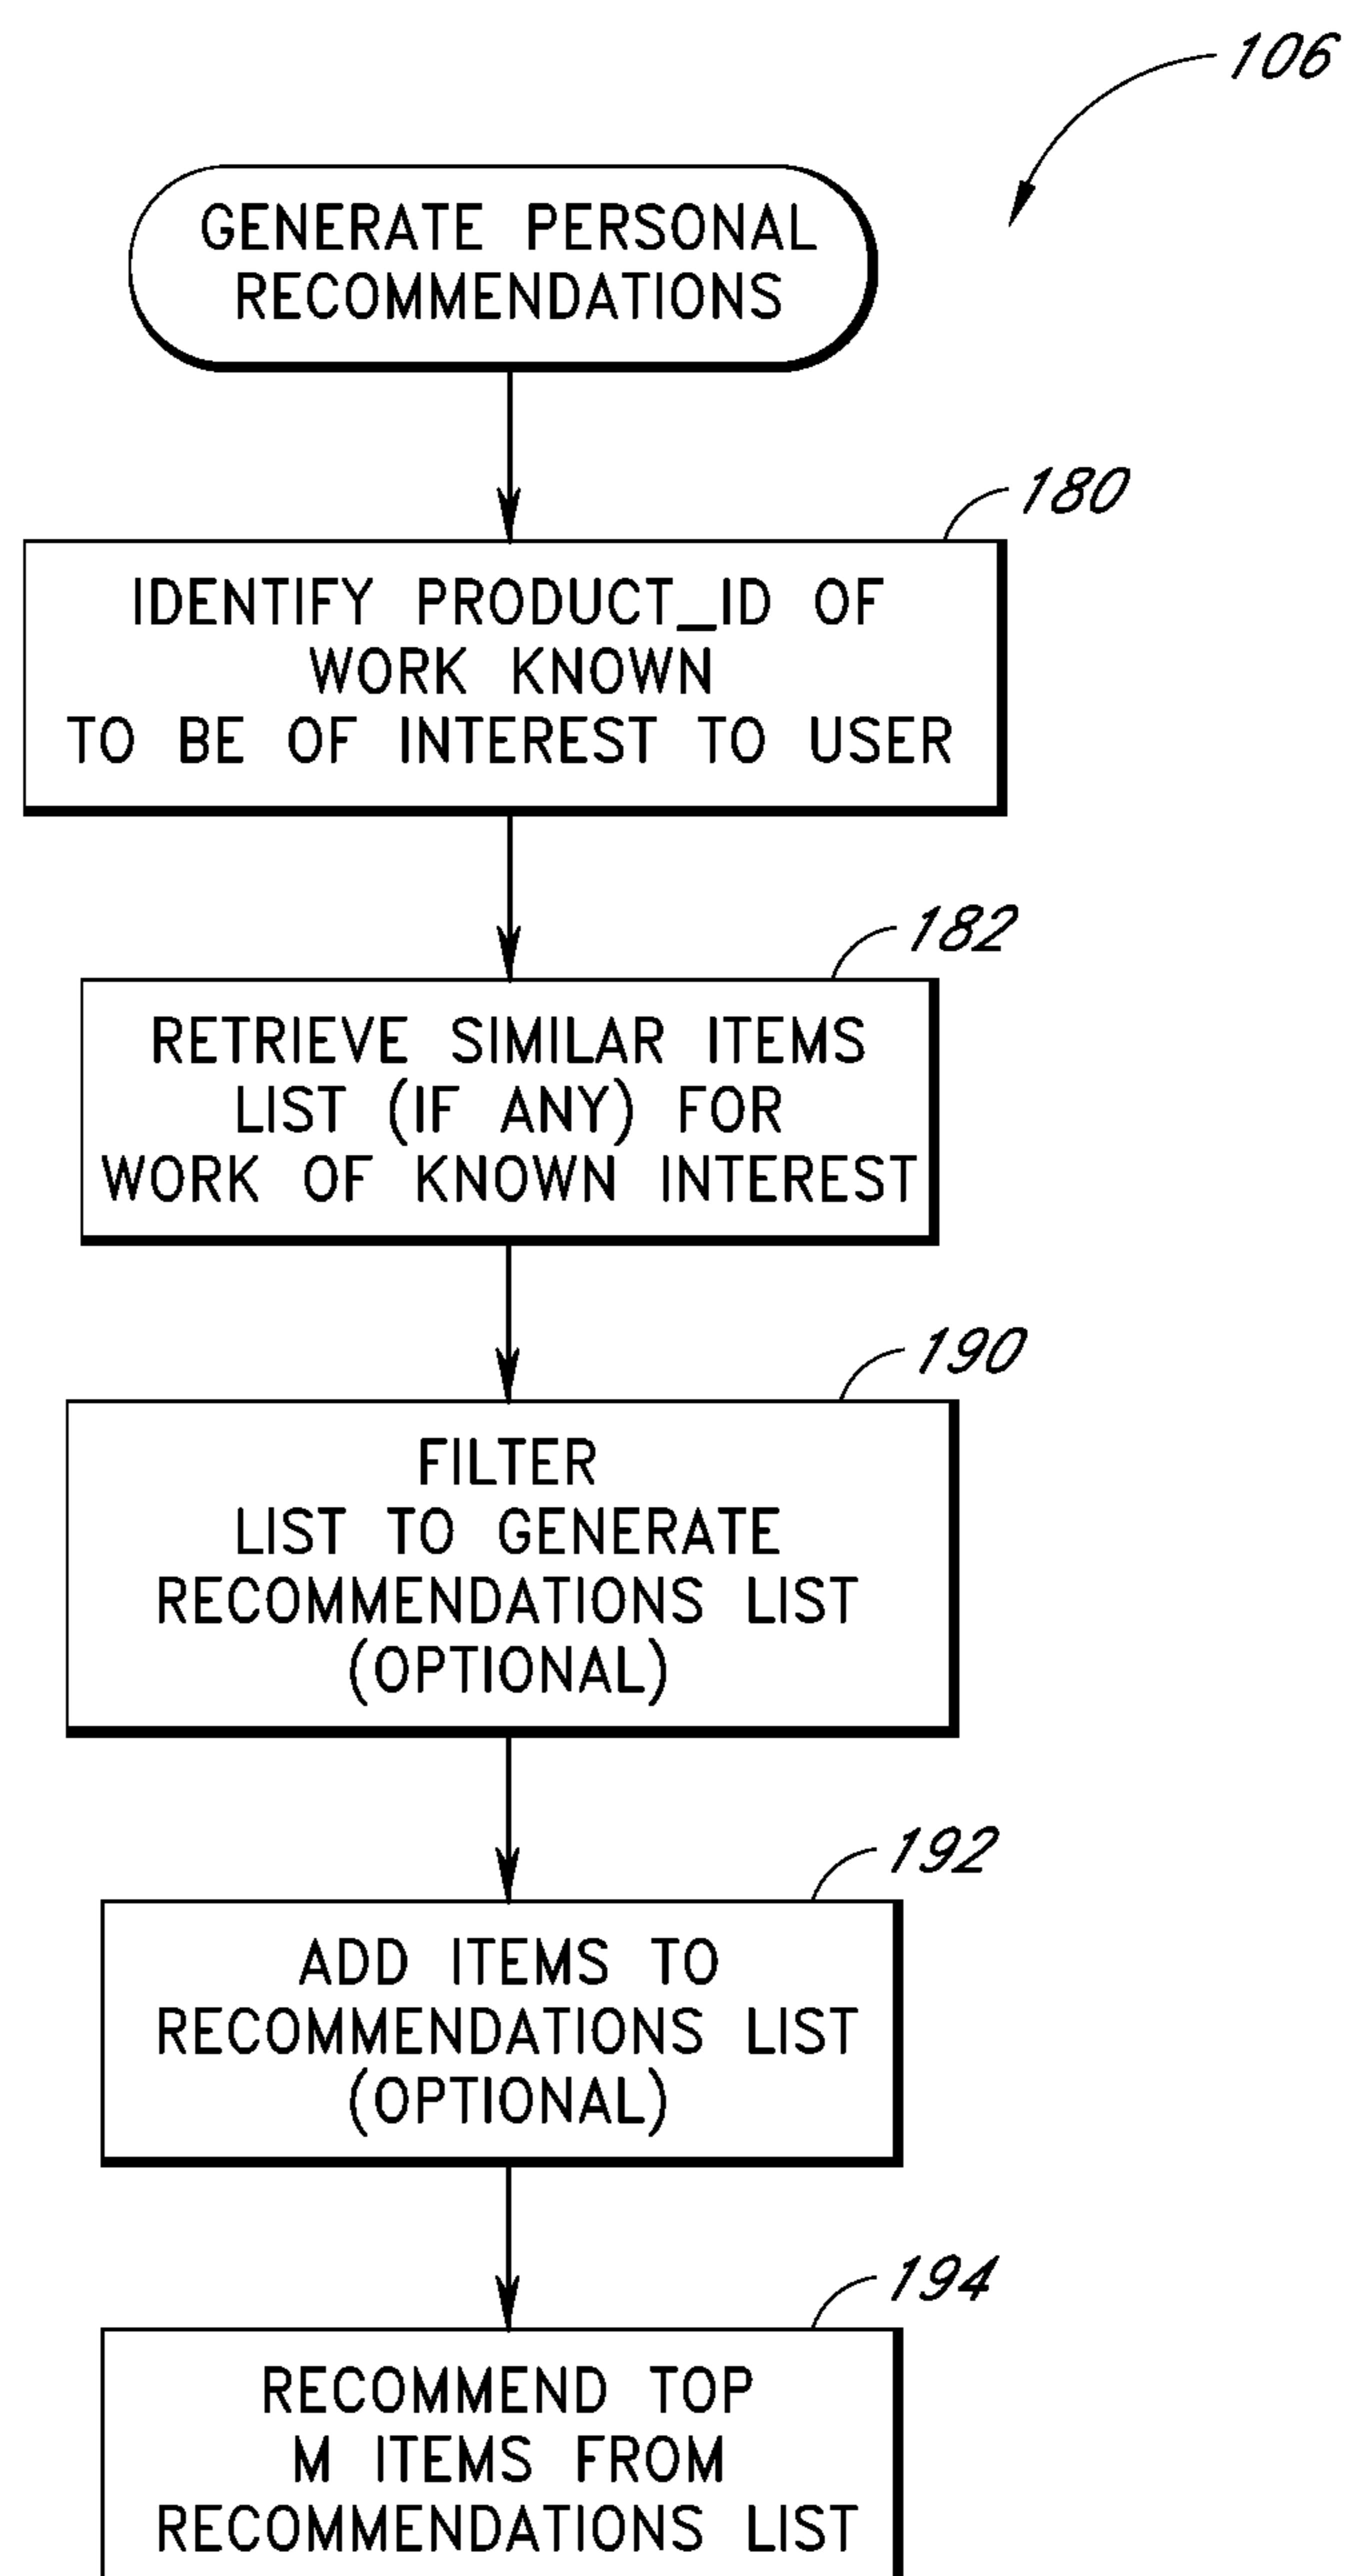 106
GENERATE PERSONAL
RECOMMENDATIONS
180
IDENTIFY PRODUCT_ID OF
WORK KNOWN
TO BE OF INTEREST TO USER
182
RETRIEVE SIMILAR ITEMS
LIST (IF ANY) FOR
WORK OF KNOWN INTEREST
190
FILTER
LIST TO GENERATE
RECOMMENDATIONS LIST
(OPTIONAL)
192
ADD ITEMS TO
RECOMMENDATIONS LIST
(OPTIONAL)
194
RECOMMEND TOP
M ITEMS FROM
RECOMMENDATIONS LIST